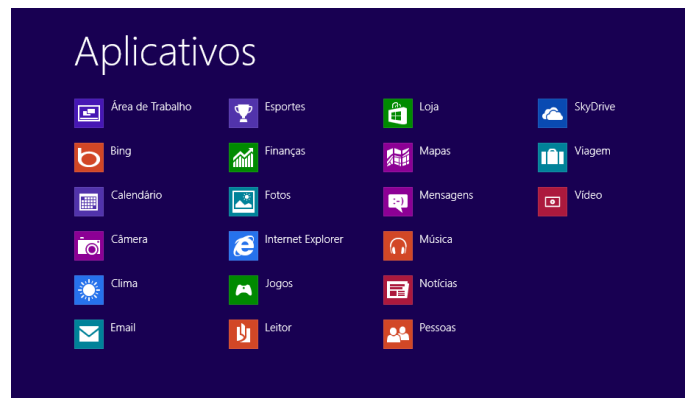 Aplicativos
Área de Trabalho
Bing
Calendário
Câmera
Clima
Email
Esportes
Finanças
Fotos
Internet Explorer
Jogos
Leitor
Loja
Mapas
Mensagens
Música
Notícias
Pessoas
SkyDrive
Viagem
Vídeo